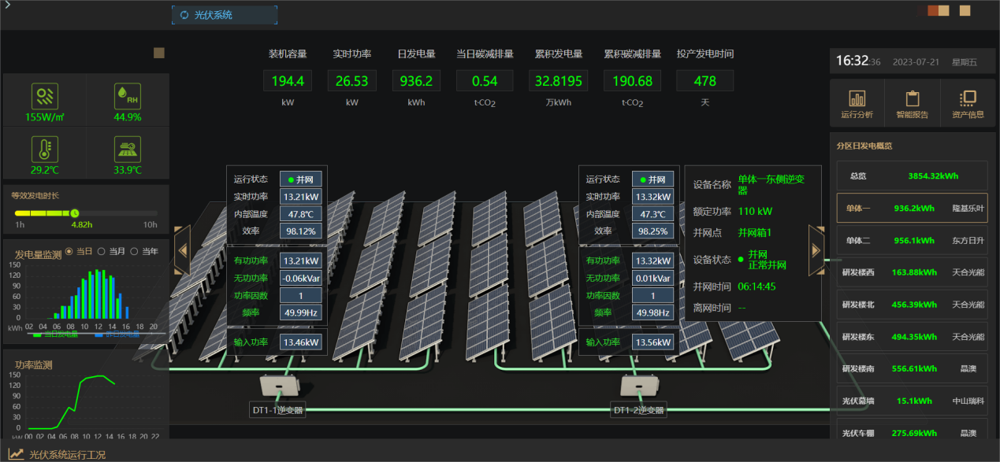 光伏系统
装机容量 实时功率 日发电量 当日碳减排量 累积发电量 累积碳减排量 投产发电时间
194.4 26.53 936.2 0.54 32.8195 190.68 478
kW kW kWh t·CO2 万kWh t·CO2 天
16:32:36 2023-07-21 星期五
运行分析 智能报告 资产信息
RH
155W/㎡ 44.9%
29.2℃ 33.9℃
等效发电时长
1h 4.82h 10h
发电量监测 当日 当月 当年
150
120
90
60
30
0
kWh 02 04 06 08 10 12 14 16 18 20
当日发电量 昨日发电量
功率监测
150
120
90
60
30
0
kW 00 02 04 06 08 10 12 14 16 18 20 22
光伏系统运行工况
运行状态 并网
实时功率 13.21kW
内部温度 47.8℃
效率 98.12%
有功功率 13.21kW
无功功率 -0.06kVar
功率因数 1
频率 49.99Hz
输入功率 13.46kW
DT1-1逆变器
运行状态 并网
实时功率 13.32kW
内部温度 47.3℃
效率 98.25%
有功功率 13.32kW
无功功率 0.01kVar
功率因数 1
频率 49.98Hz
输入功率 13.56kW
DT1-2逆变器
设备名称 单体一东侧逆变
器
额定功率 110 kW
并网点 并网箱1
设备状态 并网
正常并网
并网时间 06:14:45
离网时间 --
分区日发电概览
总览 3854.32kWh
单体一 936.2kWh 隆基乐叶
单体二 956.1kWh 东方日升
研发楼西 163.88kWh 天合光能
研发楼北 456.39kWh 天合光能
研发楼东 494.35kWh 天合光能
研发楼南 556.61kWh 晶澳
光伏幕墙 15.1kWh 中山瑞科
光伏车棚 275.69kWh 晶澳